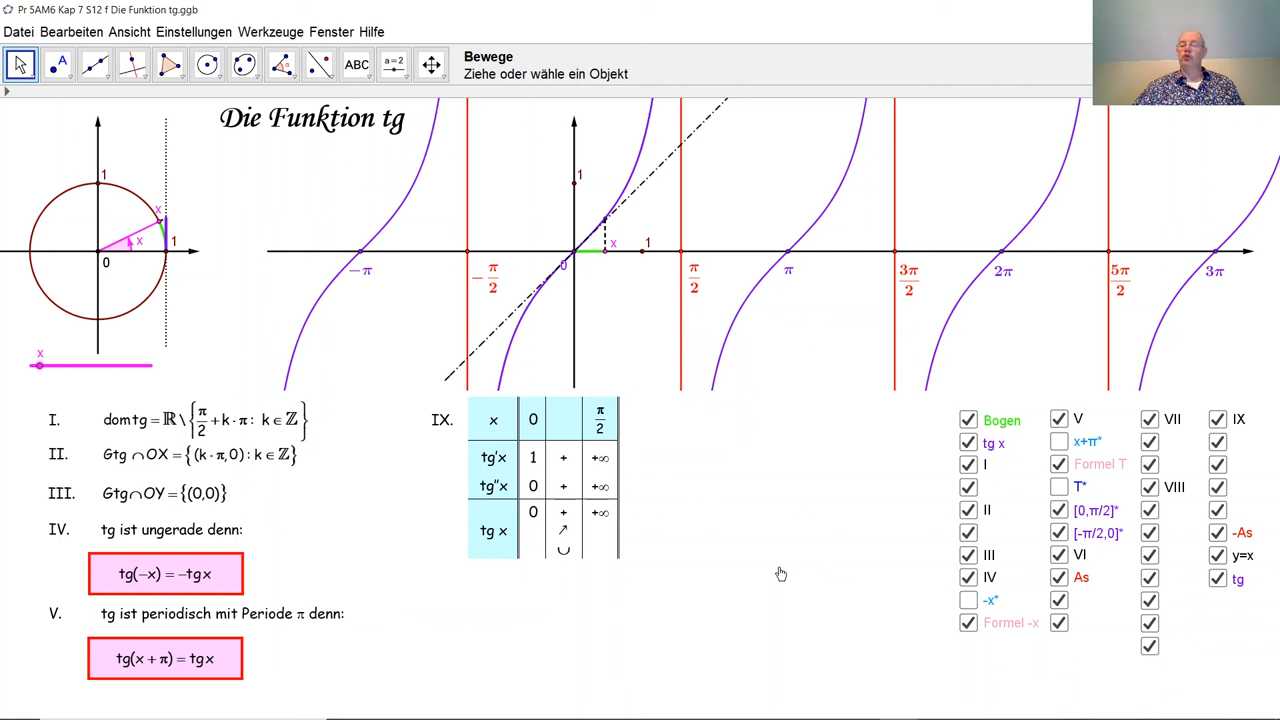 Pr 5AM6 Kap 7 S12 f Die Funktion tg.ggb
Datei Bearbeiten Ansicht Einstellungen Werkzeuge Fenster Hilfe
A
ABC
a=2
Bewege
Ziehe oder wähle ein Objekt
Die Funktion tg
1
x
x
1
0
x
1
x
1
0
−π
−π/2
π/2
π
3π/2
2π
5π/2
3π
I. dom tg = ℝ \ {π/2 + k·π : k ∈ ℤ}
II. Gtg ∩ OX = {(k·π,0) : k ∈ ℤ}
III. Gtg ∩ OY = {(0,0)}
IV. tg ist ungerade denn:
tg(−x) = −tg x
V. tg ist periodisch mit Periode π denn:
tg(x + π) = tg x
IX. x 0 π/2
tg'x 1 + +∞
tg''x 0 + +∞
tg x 0 + +∞
↗
∪
Bogen V VII IX
tg x x+π*
I Formel T
T* VIII
II [0,π/2]*
[-π/2,0]* -As
III VI y=x
IV As tg
-x*
Formel -x